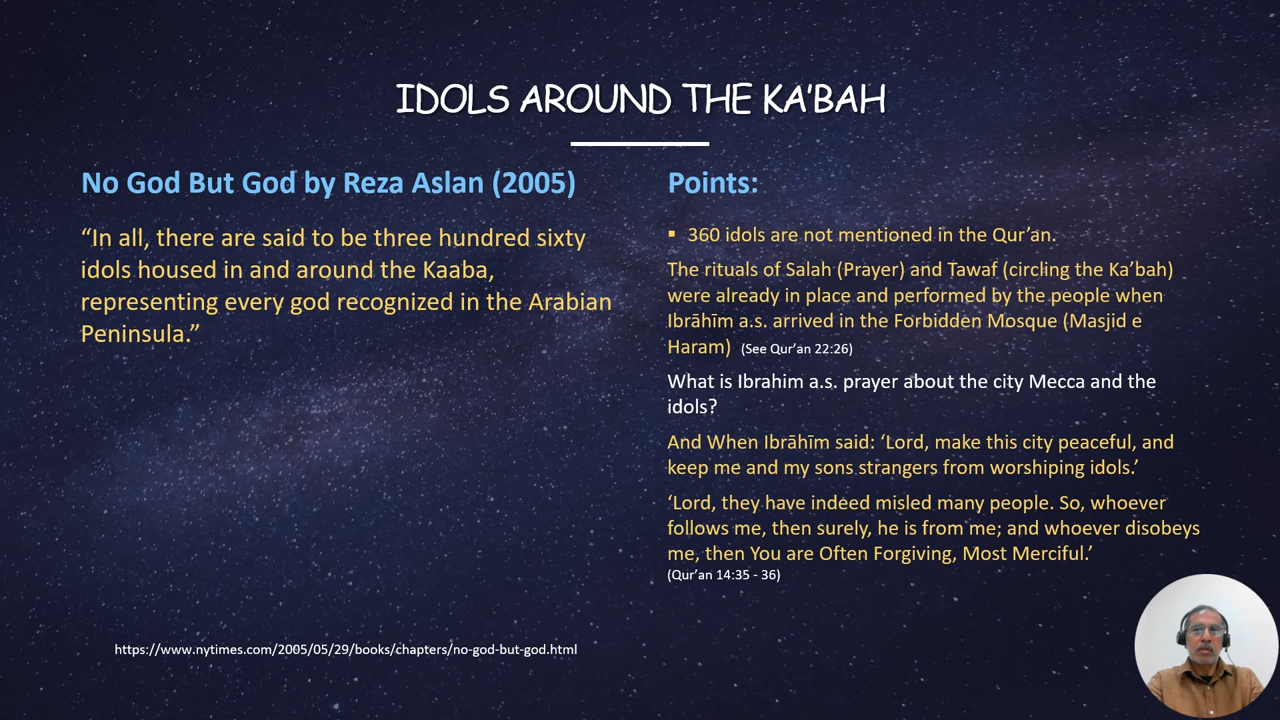 IDOLS AROUND THE KA’BAH
No God But God by Reza Aslan (2005)
“In all, there are said to be three hundred sixty
idols housed in and around the Kaaba,
representing every god recognized in the Arabian
Peninsula.”
https://www.nytimes.com/2005/05/29/books/chapters/no-god-but-god.html
Points:
▪ 360 idols are not mentioned in the Qur’an.
The rituals of Salah (Prayer) and Tawaf (circling the Ka’bah)
were already in place and performed by the people when
Ibrāhīm a.s. arrived in the Forbidden Mosque (Masjid e
Haram) (See Qur’an 22:26)
What is Ibrahim a.s. prayer about the city Mecca and the
idols?
And When Ibrāhīm said: ‘Lord, make this city peaceful, and
keep me and my sons strangers from worshiping idols.’
‘Lord, they have indeed misled many people. So, whoever
follows me, then surely, he is from me; and whoever disobeys
me, then You are Often Forgiving, Most Merciful.’
(Qur’an 14:35 - 36)